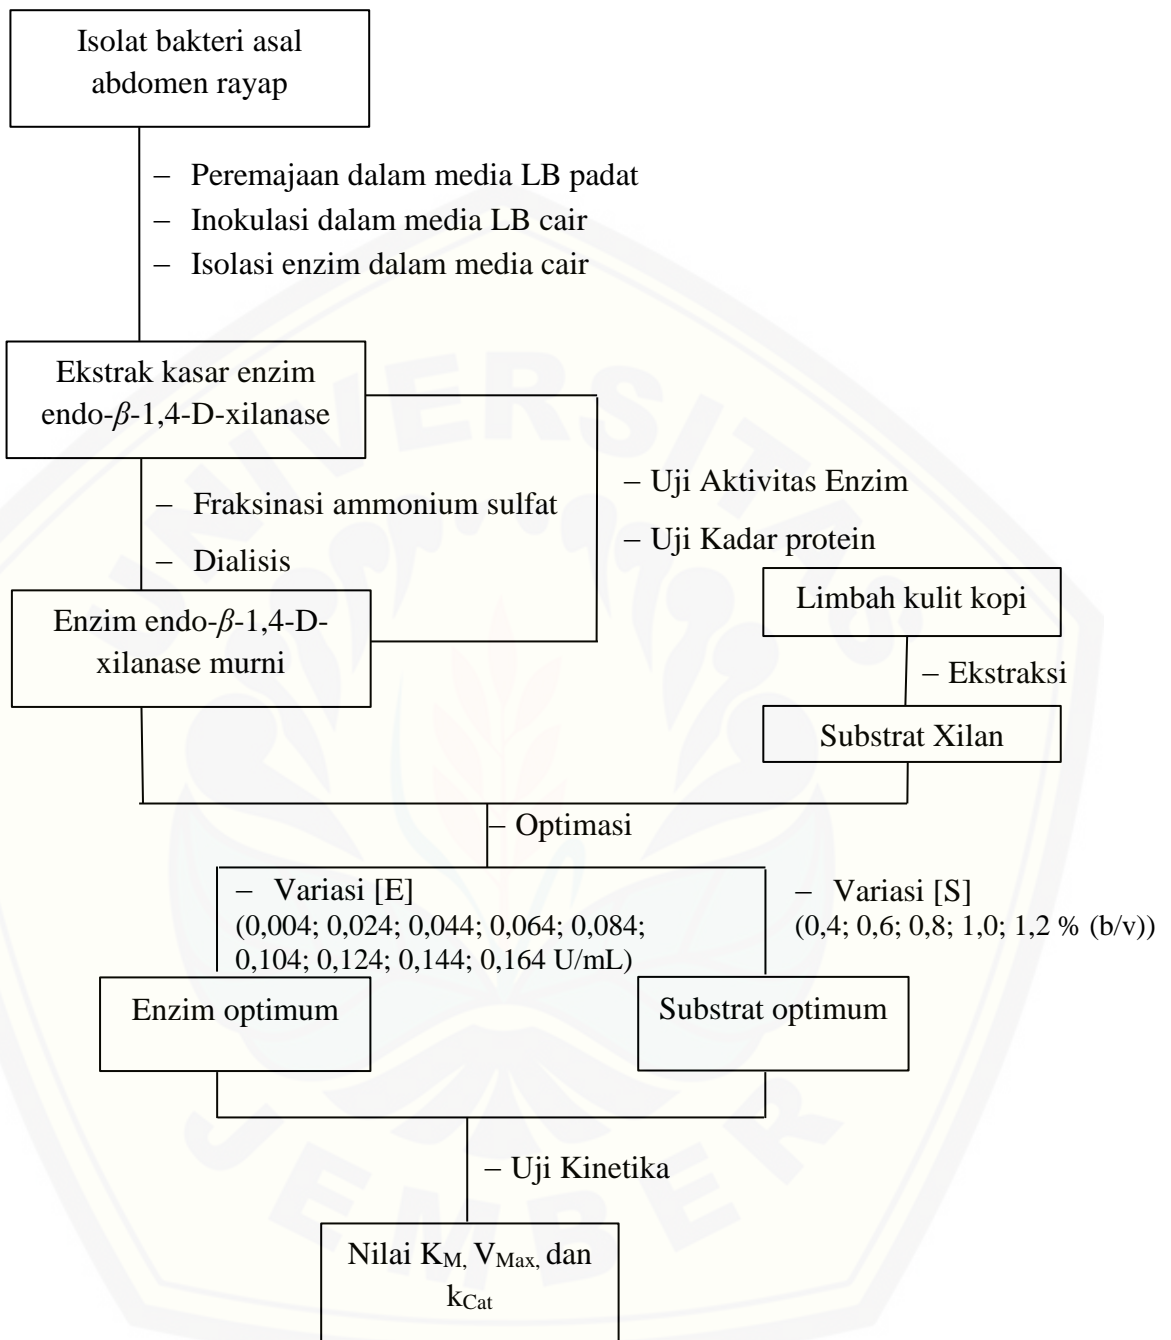 Isolat bakteri asal
abdomen rayap
− Peremajaan dalam media LB padat
− Inokulasi dalam media LB cair
− Isolasi enzim dalam media cair
Ekstrak kasar enzim
endo-β-1,4-D-xilanase
− Uji Aktivitas Enzim
− Uji Kadar protein
− Fraksinasi ammonium sulfat
− Dialisis
Enzim endo-β-1,4-D-
xilanase murni
Limbah kulit kopi
− Ekstraksi
Substrat Xilan
− Optimasi
− Variasi [E]
(0,004; 0,024; 0,044; 0,064; 0,084;
0,104; 0,124; 0,144; 0,164 U/mL)
− Variasi [S]
(0,4; 0,6; 0,8; 1,0; 1,2 % (b/v))
Enzim optimum
Substrat optimum
− Uji Kinetika
Nilai KM, VMax, dan
kCat
UNIVERSITAS
JEMBER